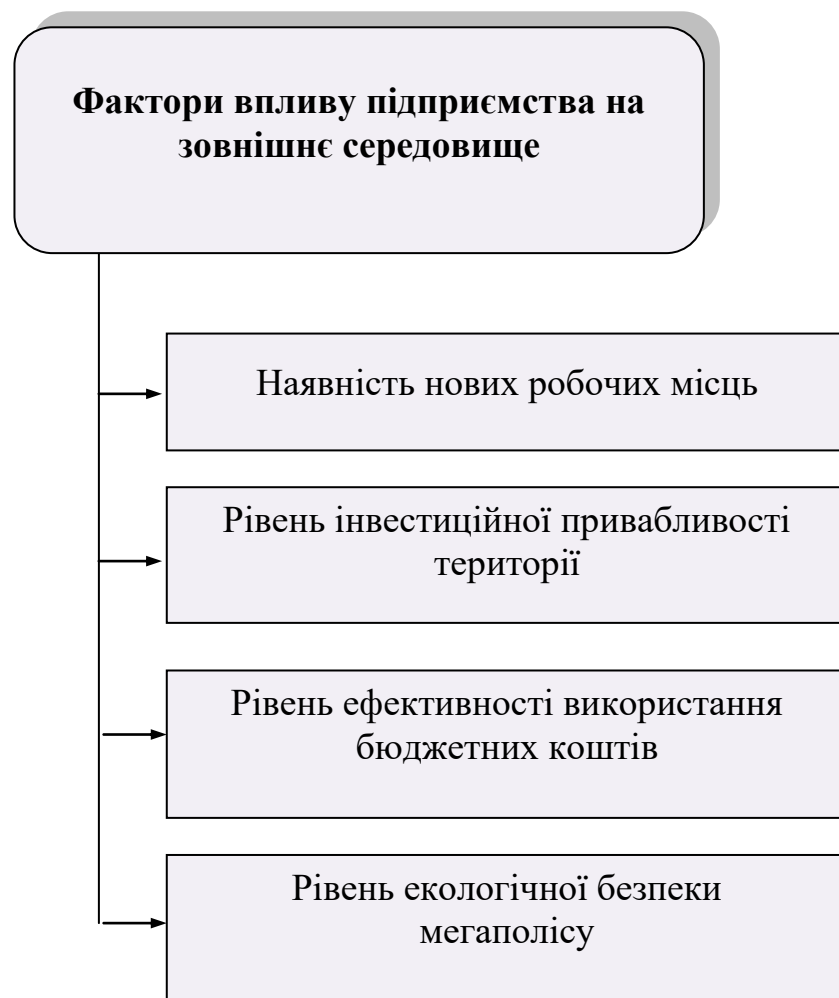 Фактори впливу підприємства на
зовнішнє середовище
Наявність нових робочих місць
Рівень інвестиційної привабливості
території
Рівень ефективності використання
бюджетних коштів
Рівень екологічної безпеки
мегаполісу